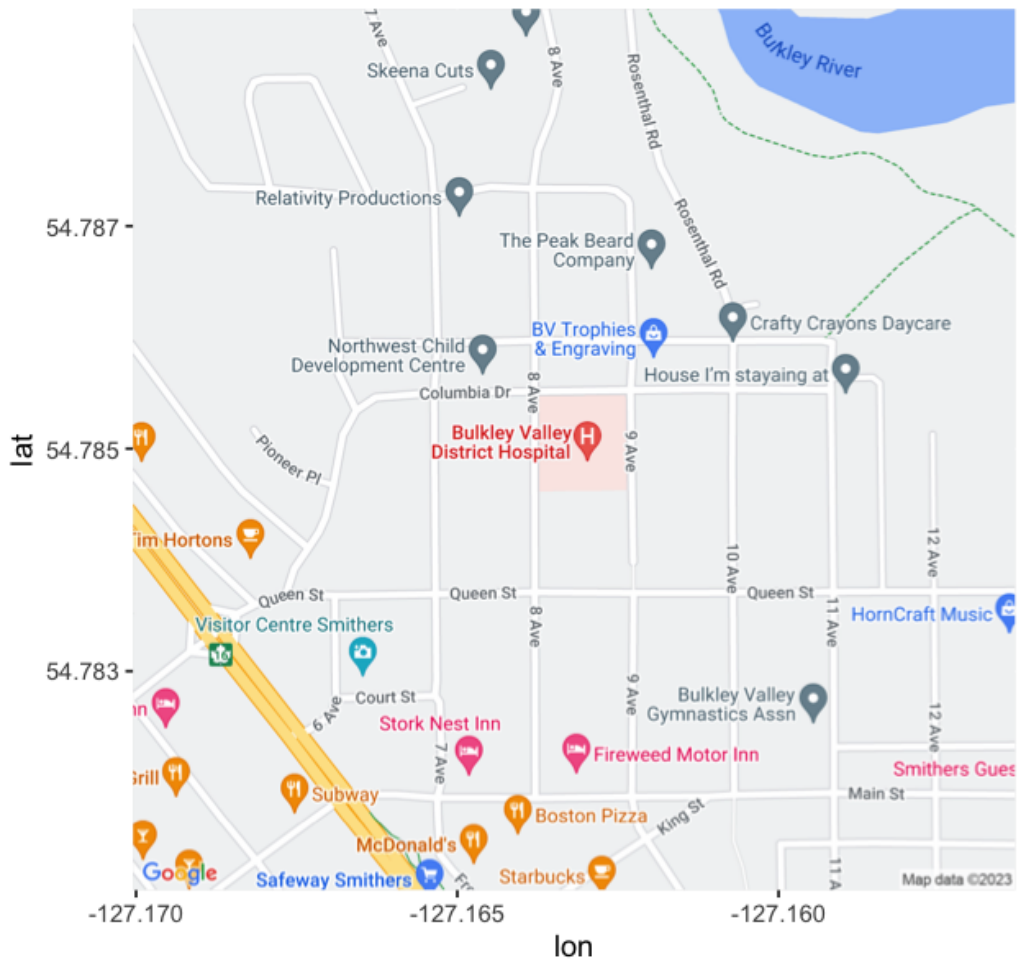 7 Ave
8 Ave
Bulkley River
Skeena Cuts
Rosenthal Rd
Relativity Productions
54.787
Rosenthal Rd
The Peak Beard
Company
BV Trophies
& Engraving
Crafty Crayons Daycare
Northwest Child
Development Centre
House I'm stayaing at
Columbia Dr
8 Ave
Bulkley Valley
District Hospital
9 Ave
54.785
lat
Pioneer Pl
Tim Hortons
10 Ave
12 Ave
Queen St
Queen St
Queen St
HornCraft Music
8 Ave
11 Ave
Visitor Centre Smithers
16
54.783
Court St
9 Ave
Bulkley Valley
Gymnastics Assn
nn
6 Ave
Stork Nest Inn
12 Ave
7 Ave
Fireweed Motor Inn
Smithers Gues
Grill
Subway
Main St
Boston Pizza
King St
McDonald's
Google
Safeway Smithers
Fro
Starbucks
11 A
Map data ©2023
-127.170
-127.165
-127.160
lon